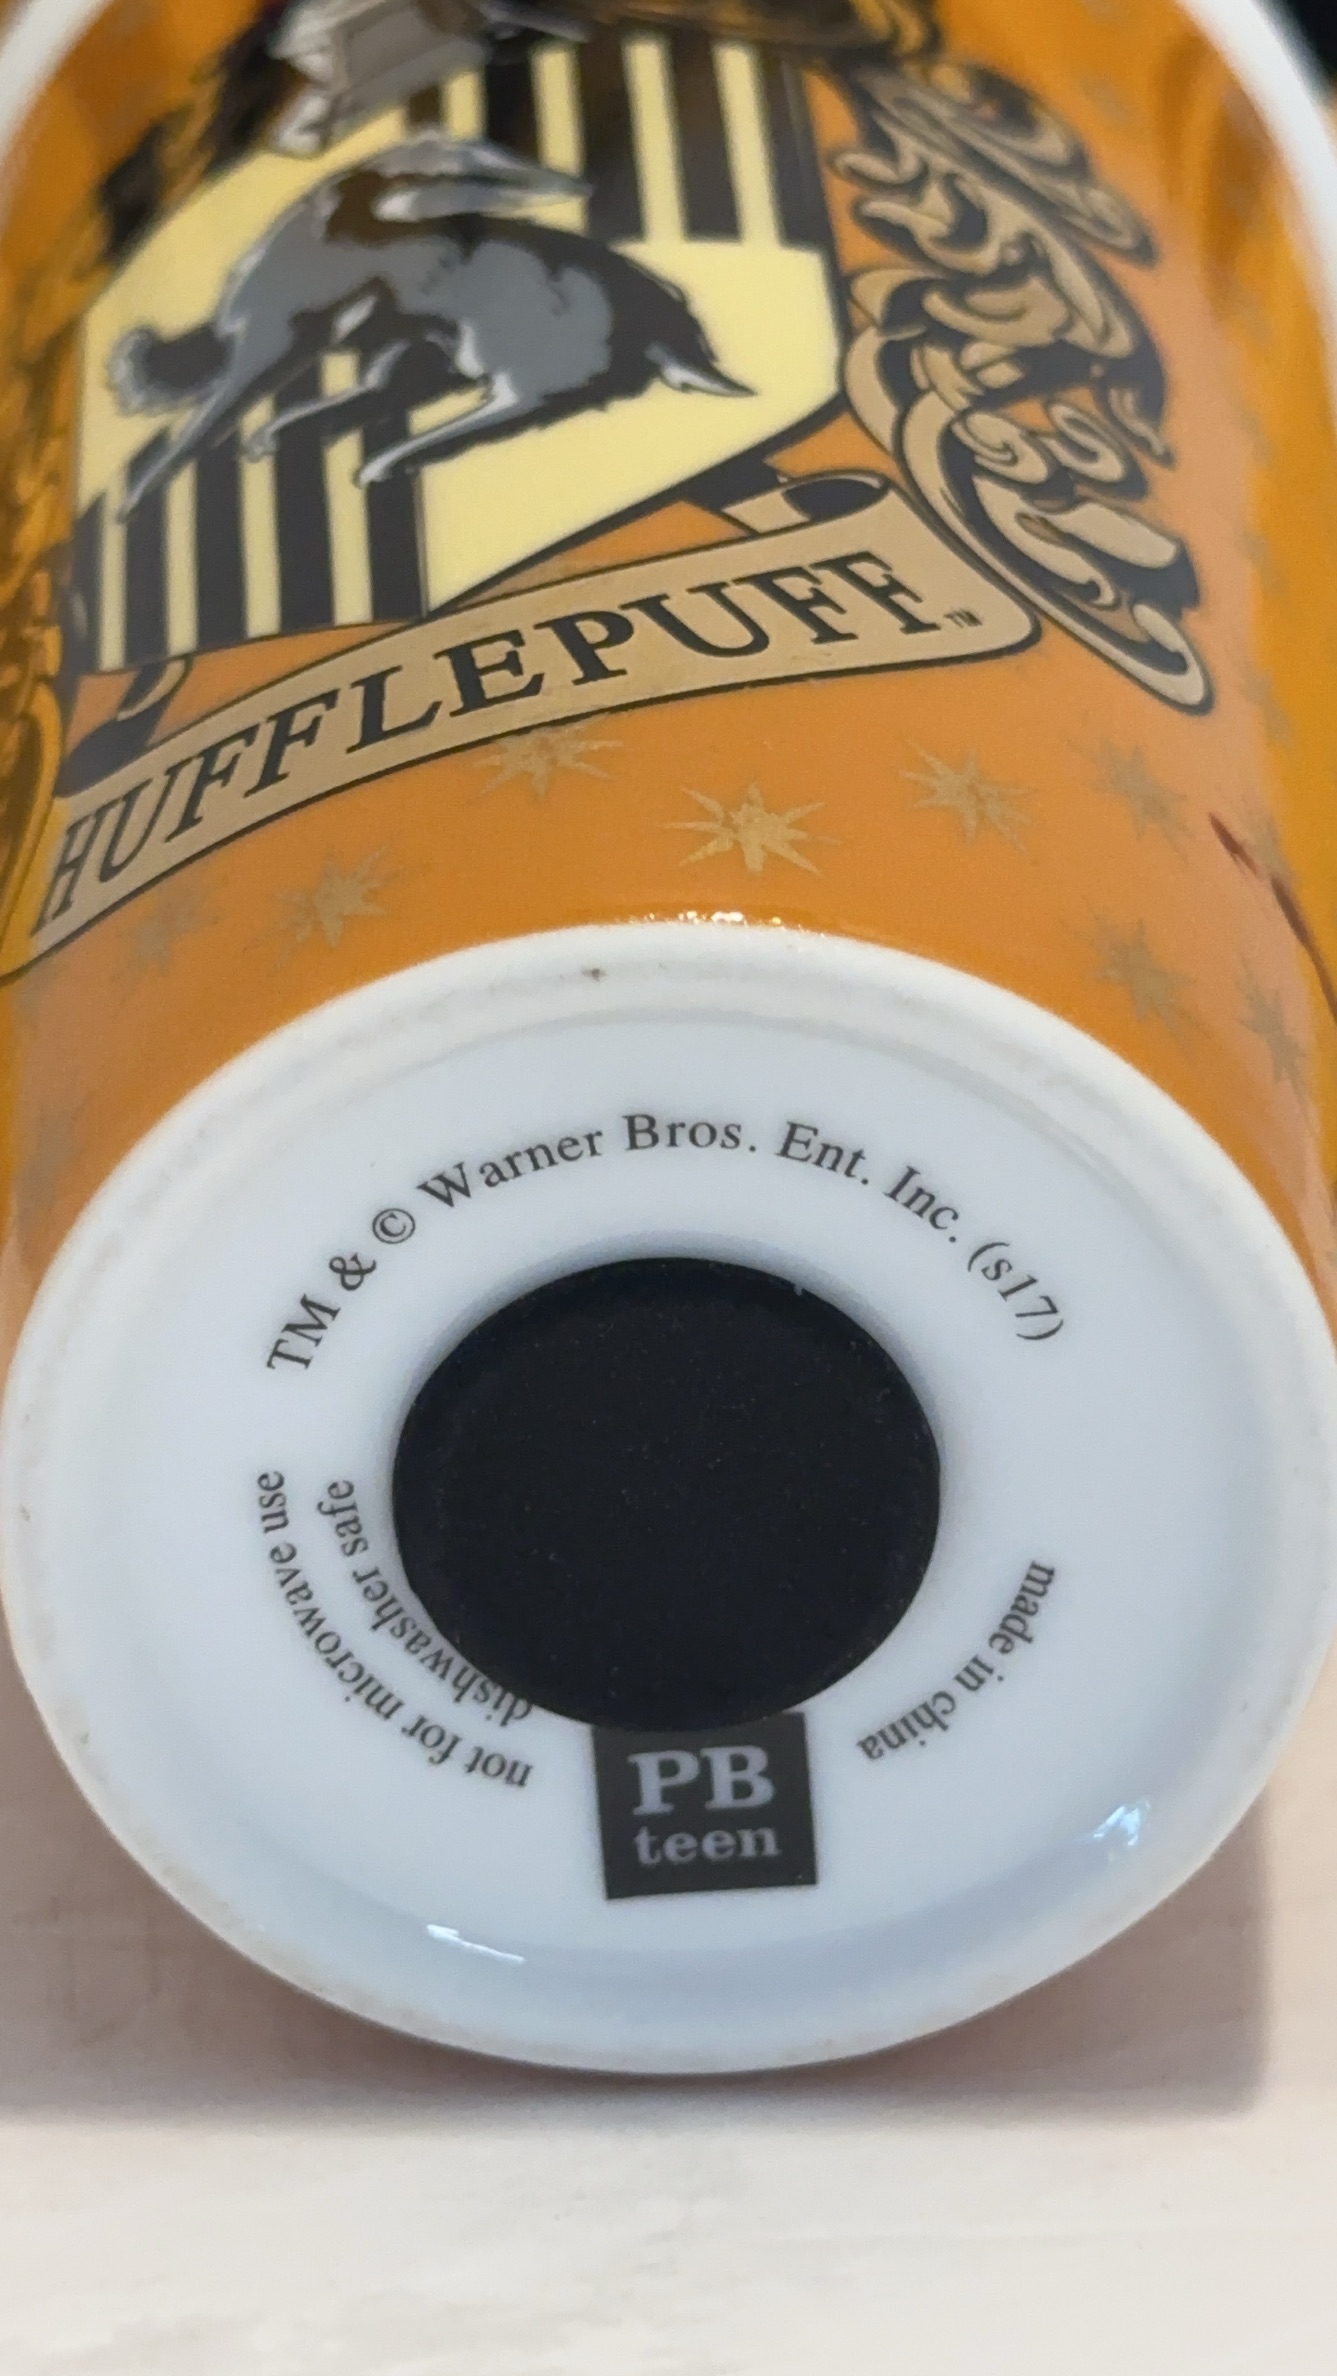 HUFFLEPUFF™
TM & © Warner Bros. Ent. Inc. (s17)
not for microwave use
dishwasher safe
made in china
PB
teen